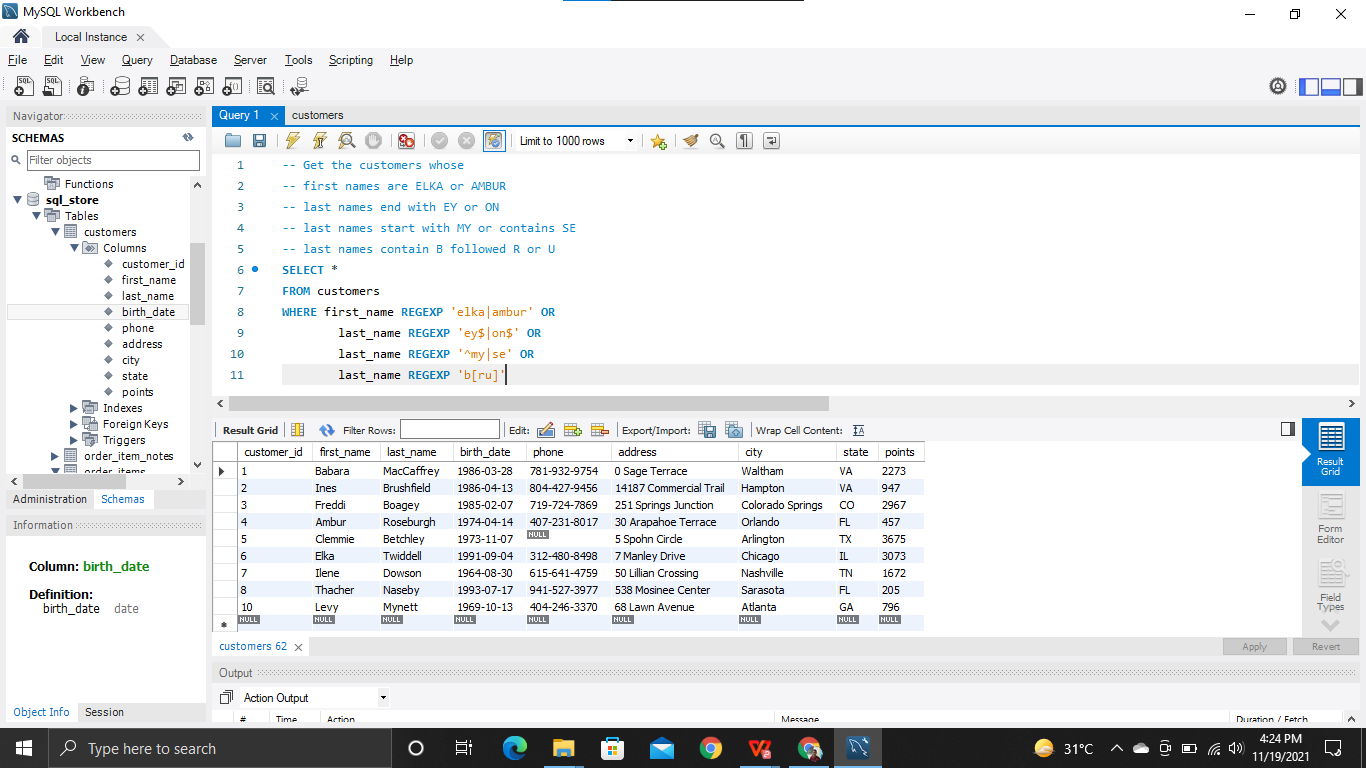 MySQL Workbench
Local Instance
File Edit View Query Database Server Tools Scripting Help
Navigator
SCHEMAS
Filter objects
Functions
sql_store
Tables
customers
Columns
customer_id
first_name
last_name
birth_date
phone
address
city
state
points
Indexes
Foreign Keys
Triggers
order_item_notes
order_items
Administration Schemas
Information
Column: birth_date
Definition:
birth_date date
Object Info Session
Query 1 customers
Limit to 1000 rows
1 -- Get the customers whose
2 -- first names are ELKA or AMBUR
3 -- last names end with EY or ON
4 -- last names start with MY or contains SE
5 -- last names contain B followed R or U
6 SELECT *
7 FROM customers
8 WHERE first_name REGEXP 'elka|ambur' OR
9 last_name REGEXP 'ey$|on$' OR
10 last_name REGEXP '^my|se' OR
11 last_name REGEXP 'b[ru]'
Result Grid Filter Rows: Edit: Export/Import: Wrap Cell Content:
customer_id first_name last_name birth_date phone address city state points
1 Babara MacCaffrey 1986-03-28 781-932-9754 0 Sage Terrace Waltham VA 2273
2 Ines Brushfield 1986-04-13 804-427-9456 14187 Commercial Trail Hampton VA 947
3 Freddi Boagey 1985-02-07 719-724-7869 251 Springs Junction Colorado Springs CO 2967
4 Ambur Roseburgh 1974-04-14 407-231-8017 30 Arapahoe Terrace Orlando FL 457
5 Clemmie Betchley 1973-11-07 NULL 5 Spohn Circle Arlington TX 3675
6 Elka Twiddell 1991-09-04 312-480-8498 7 Manley Drive Chicago IL 3073
7 Ilene Dowson 1964-08-30 615-641-4759 50 Lillian Crossing Nashville TN 1672
8 Thacher Naseby 1993-07-17 941-527-3977 538 Mosinee Center Sarasota FL 205
10 Levy Mynett 1969-10-13 404-246-3370 68 Lawn Avenue Atlanta GA 796
NULL NULL NULL NULL NULL NULL NULL NULL NULL
Result Grid
Form Editor
Field Types
customers 62
Apply Revert
Output
Action Output
# Time Action Message Duration / Fetch
Type here to search
31°C
4:24 PM
11/19/2021